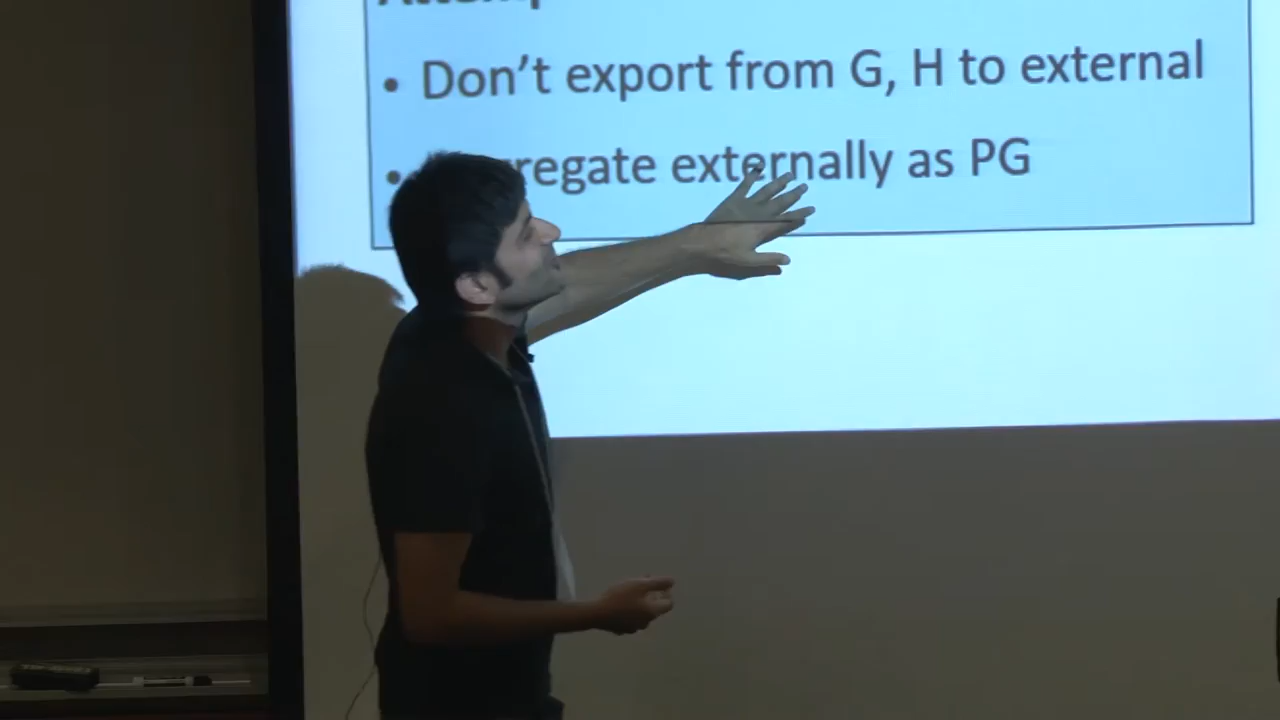 • Don't export from G, H to external
• regate externally as PG